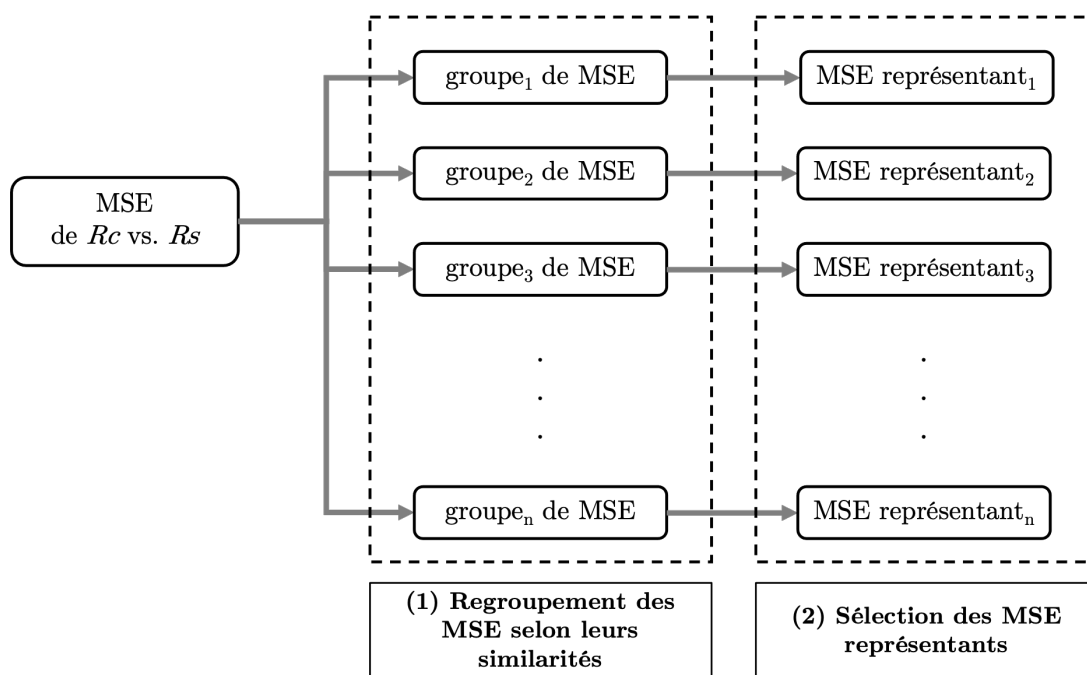 MSE
de Rc vs. Rs
groupe₁ de MSE
MSE représentant₁
groupe₂ de MSE
MSE représentant₂
groupe₃ de MSE
MSE représentant₃
.
.
.
.
.
.
groupeₙ de MSE
MSE représentantₙ
(1) Regroupement des
MSE selon leurs
similarités
(2) Sélection des MSE
représentants